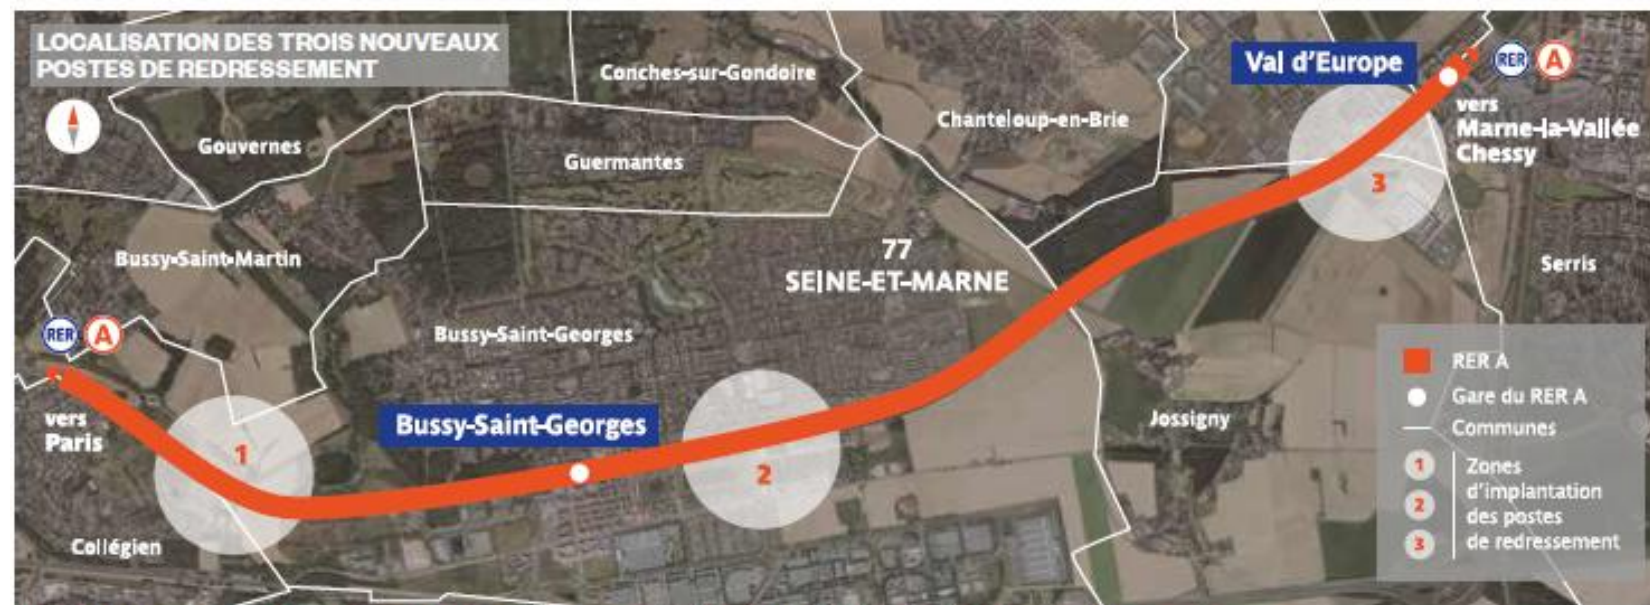 LOCALISATION DES TROIS NOUVEAUX
POSTES DE REDRESSEMENT
Conches-sur-Gondoire
Val d'Europe
RER A
vers
Marne-la-Vallée
Chessy
Gouvernes
Guermantes
Chanteloup-en-Brie
3
Bussy-Saint-Martin
77
SEINE-ET-MARNE
Serris
RER A
Bussy-Saint-Georges
vers
Paris
1
Bussy-Saint-Georges
2
Jossigny
Collégien
RER A
Gare du RER A
Communes
1
2
3
Zones
d'implantation
des postes
de redressement